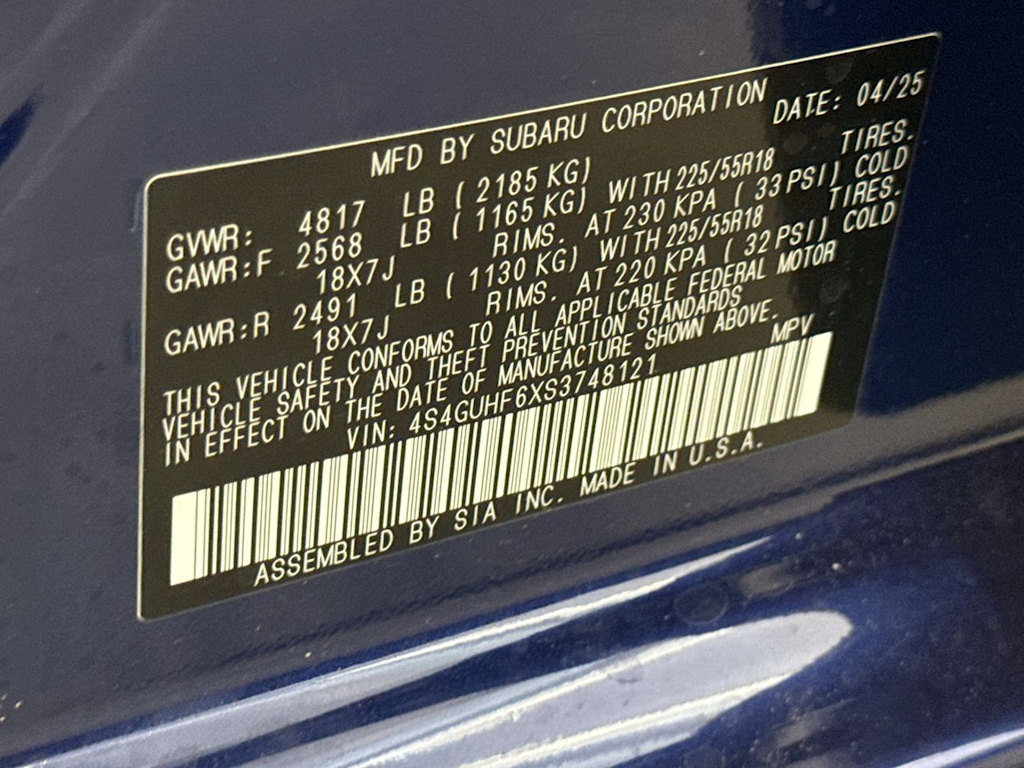 MFD BY SUBARU CORPORATION DATE: 04/25
GVWR: 4817 LB ( 2185 KG)
GAWR:F 2568 LB ( 1165 KG) WITH 225/55R18 TIRES.
18X7J RIMS. AT 230 KPA ( 33 PSI) COLD
GAWR:R 2491 LB ( 1130 KG) WITH 225/55R18 TIRES.
18X7J RIMS. AT 220 KPA ( 32 PSI) COLD
THIS VEHICLE CONFORMS TO ALL APPLICABLE FEDERAL MOTOR
VEHICLE SAFETY AND THEFT PREVENTION STANDARDS
IN EFFECT ON THE DATE OF MANUFACTURE SHOWN ABOVE.
VIN: 4S4GUHF6XS3748121 MPV
ASSEMBLED BY SIA INC. MADE IN U.S.A.